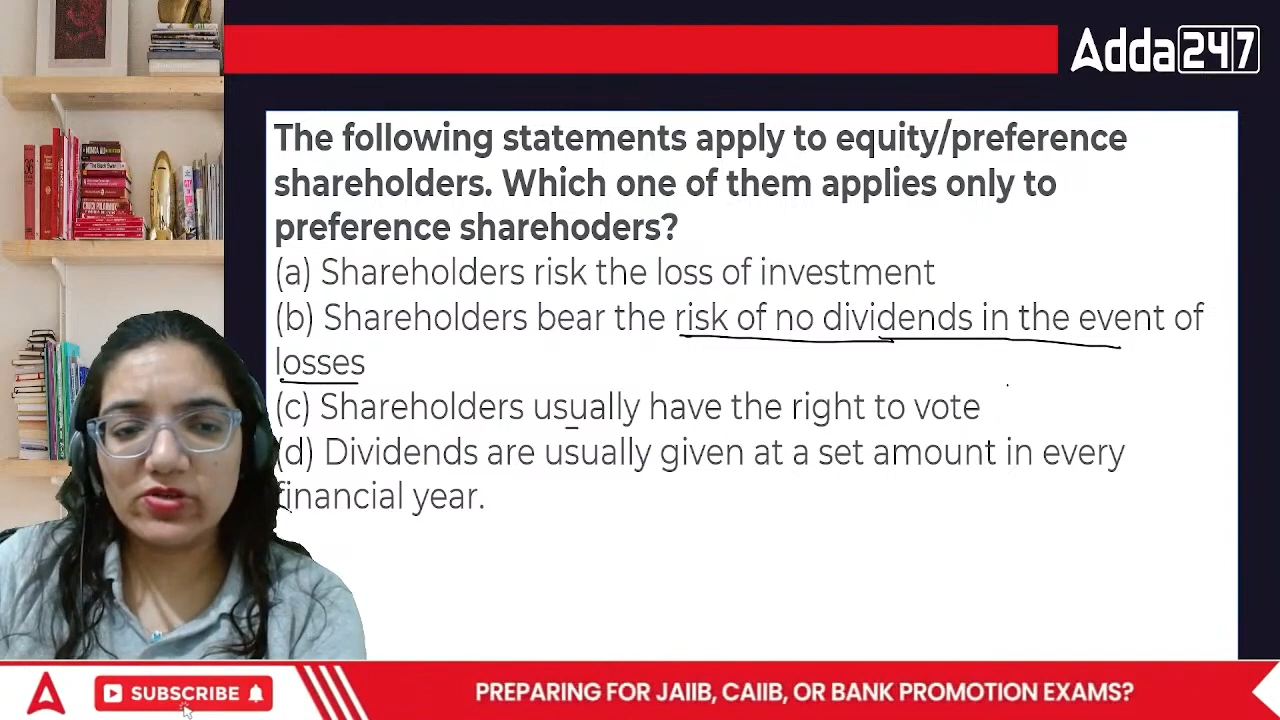 Adda 247
The following statements apply to equity/preference
shareholders. Which one of them applies only to
preference sharehoders?
(a) Shareholders risk the loss of investment
(b) Shareholders bear the risk of no dividends in the event of
losses
(c) Shareholders usually have the right to vote
(d) Dividends are usually given at a set amount in every
financial year.
SUBSCRIBE
PREPARING FOR JAIIB, CAIIB, OR BANK PROMOTION EXAMS?